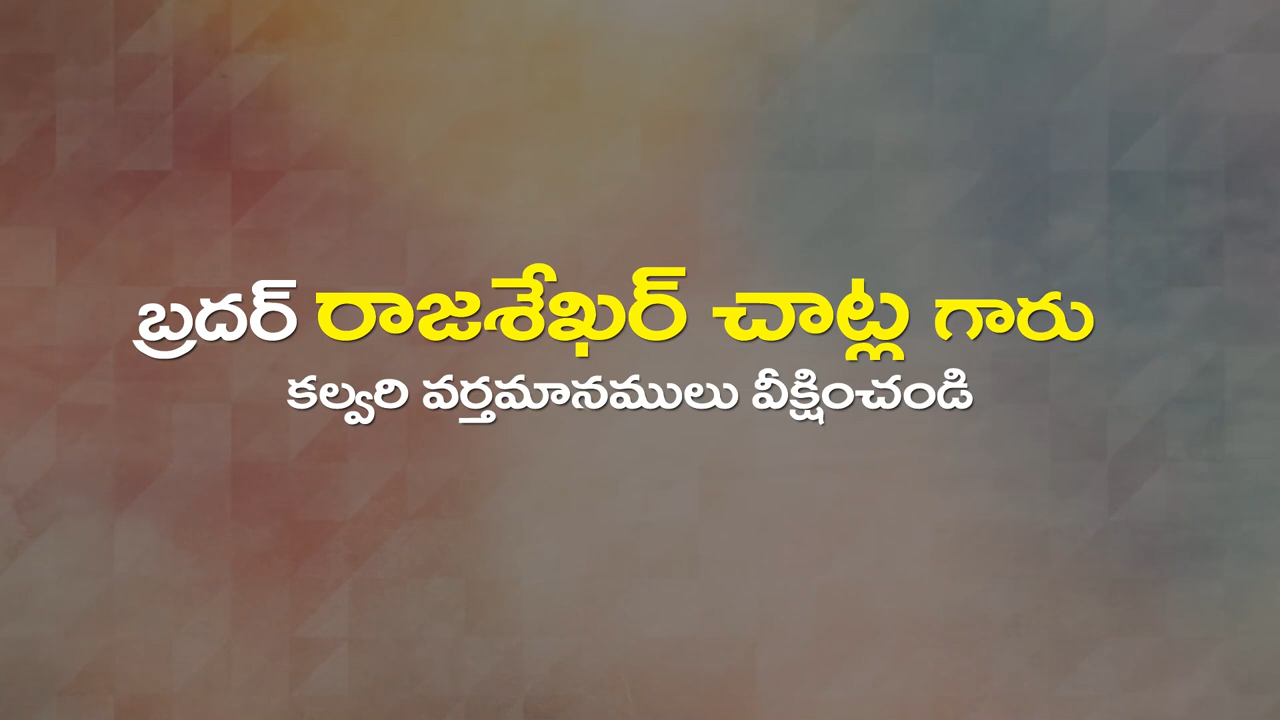 బ్రదర్ రాజశేఖర్ చాట్ల గారు
కల్వరి వర్తమానములు వీక్షించండి